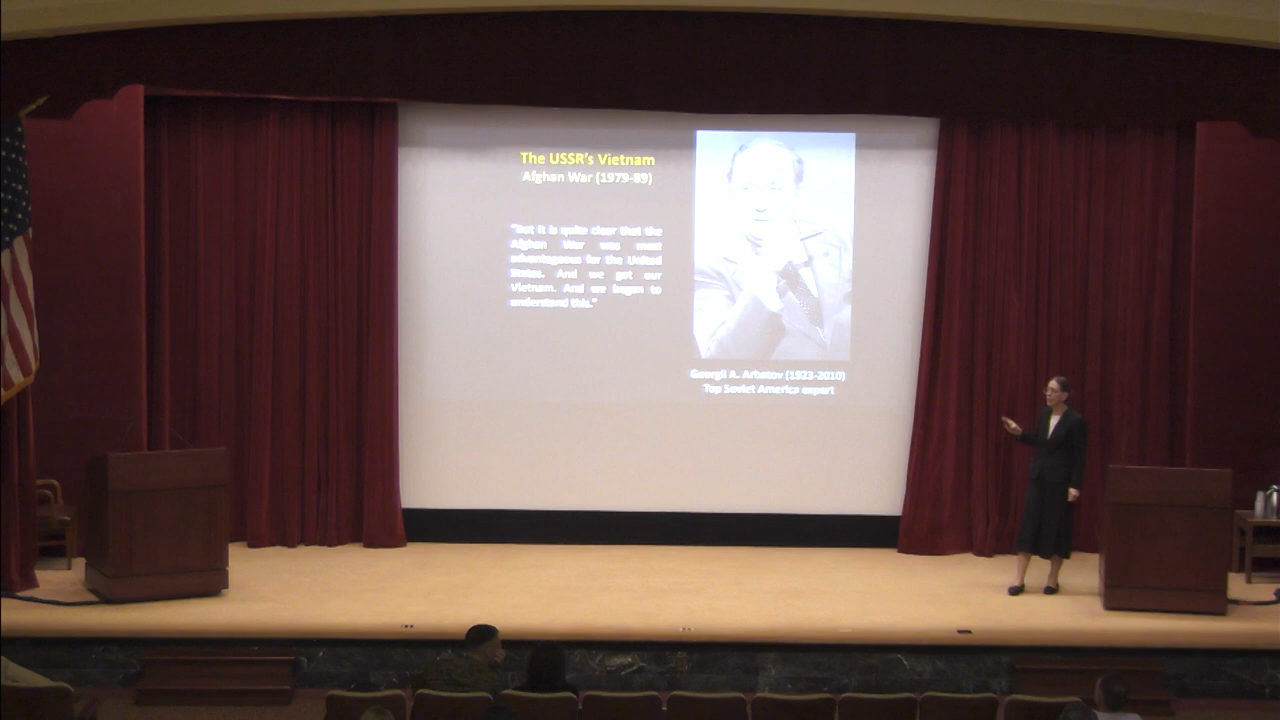 The USSR's Vietnam
Afghan War (1979-89)
"But it is quite clear that the
Afghan War was most
advantageous for the United
States. And we got our
Vietnam. And we began to
understand this."
Georgii A. Arbatov (1923-2010)
Top Soviet America expert